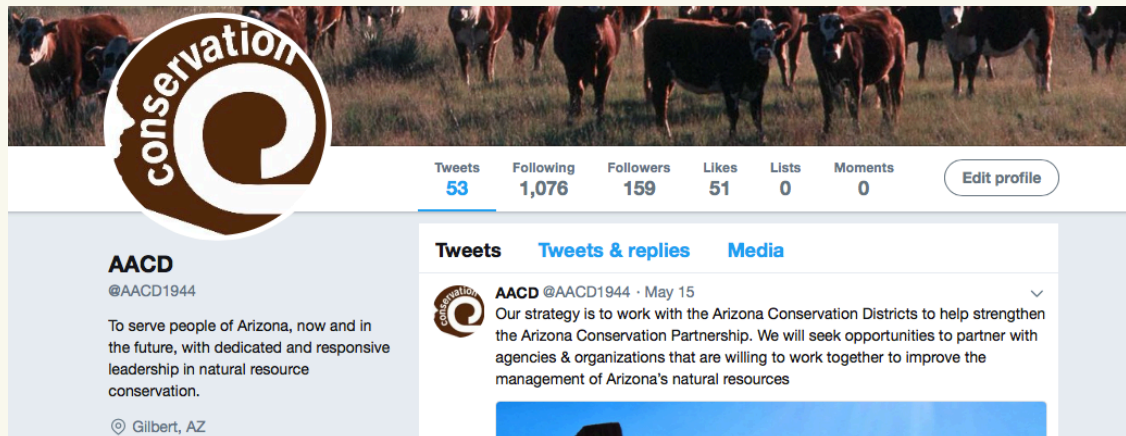 conservation
Tweets Following Followers Likes Lists Moments
53 1,076 159 51 0 0
Edit profile
AACD
@AACD1944
To serve people of Arizona, now and in
the future, with dedicated and responsive
leadership in natural resource
conservation.
Gilbert, AZ
Tweets Tweets & replies Media
conservation
AACD @AACD1944 · May 15
Our strategy is to work with the Arizona Conservation Districts to help strengthen
the Arizona Conservation Partnership. We will seek opportunities to partner with
agencies & organizations that are willing to work together to improve the
management of Arizona's natural resources